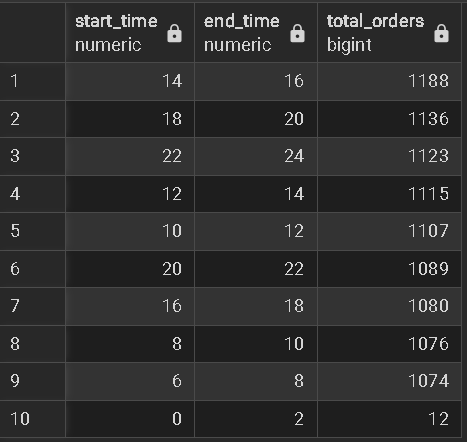 start_time end_time total_orders
numeric numeric bigint
1 14 16 1188
2 18 20 1136
3 22 24 1123
4 12 14 1115
5 10 12 1107
6 20 22 1089
7 16 18 1080
8 8 10 1076
9 6 8 1074
10 0 2 12